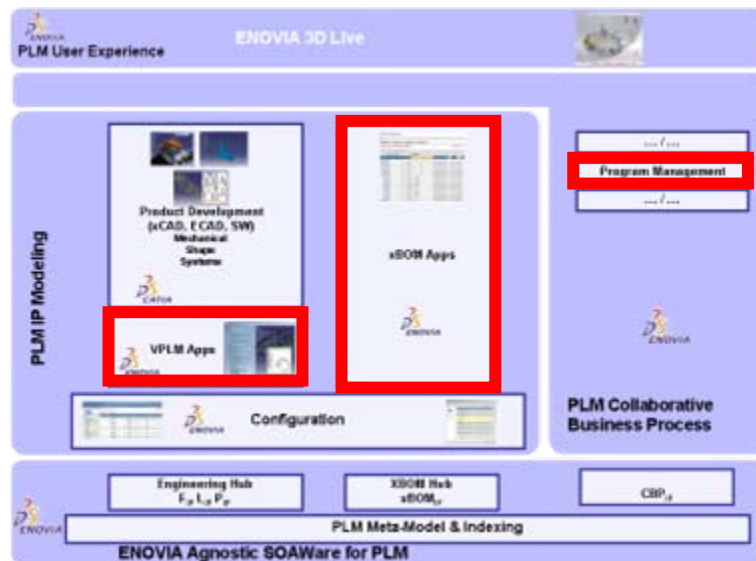 ENOVIA
PLM User Experience
ENOVIA 3D Live
PLM IP Modeling
Product Development
(xCAD, ECAD, SW)
Mechanical
Shape
Systems
CATIA
VPLM Apps
ENOVIA
xBOM Apps
ENOVIA
ENOVIA
Configuration
... / ...
Program Management
... / ...
ENOVIA
PLM Collaborative
Business Process
Engineering Hub
XBOM Hub
ENOVIA
PLM Meta-Model & Indexing
ENOVIA Agnostic SOAWare for PLM